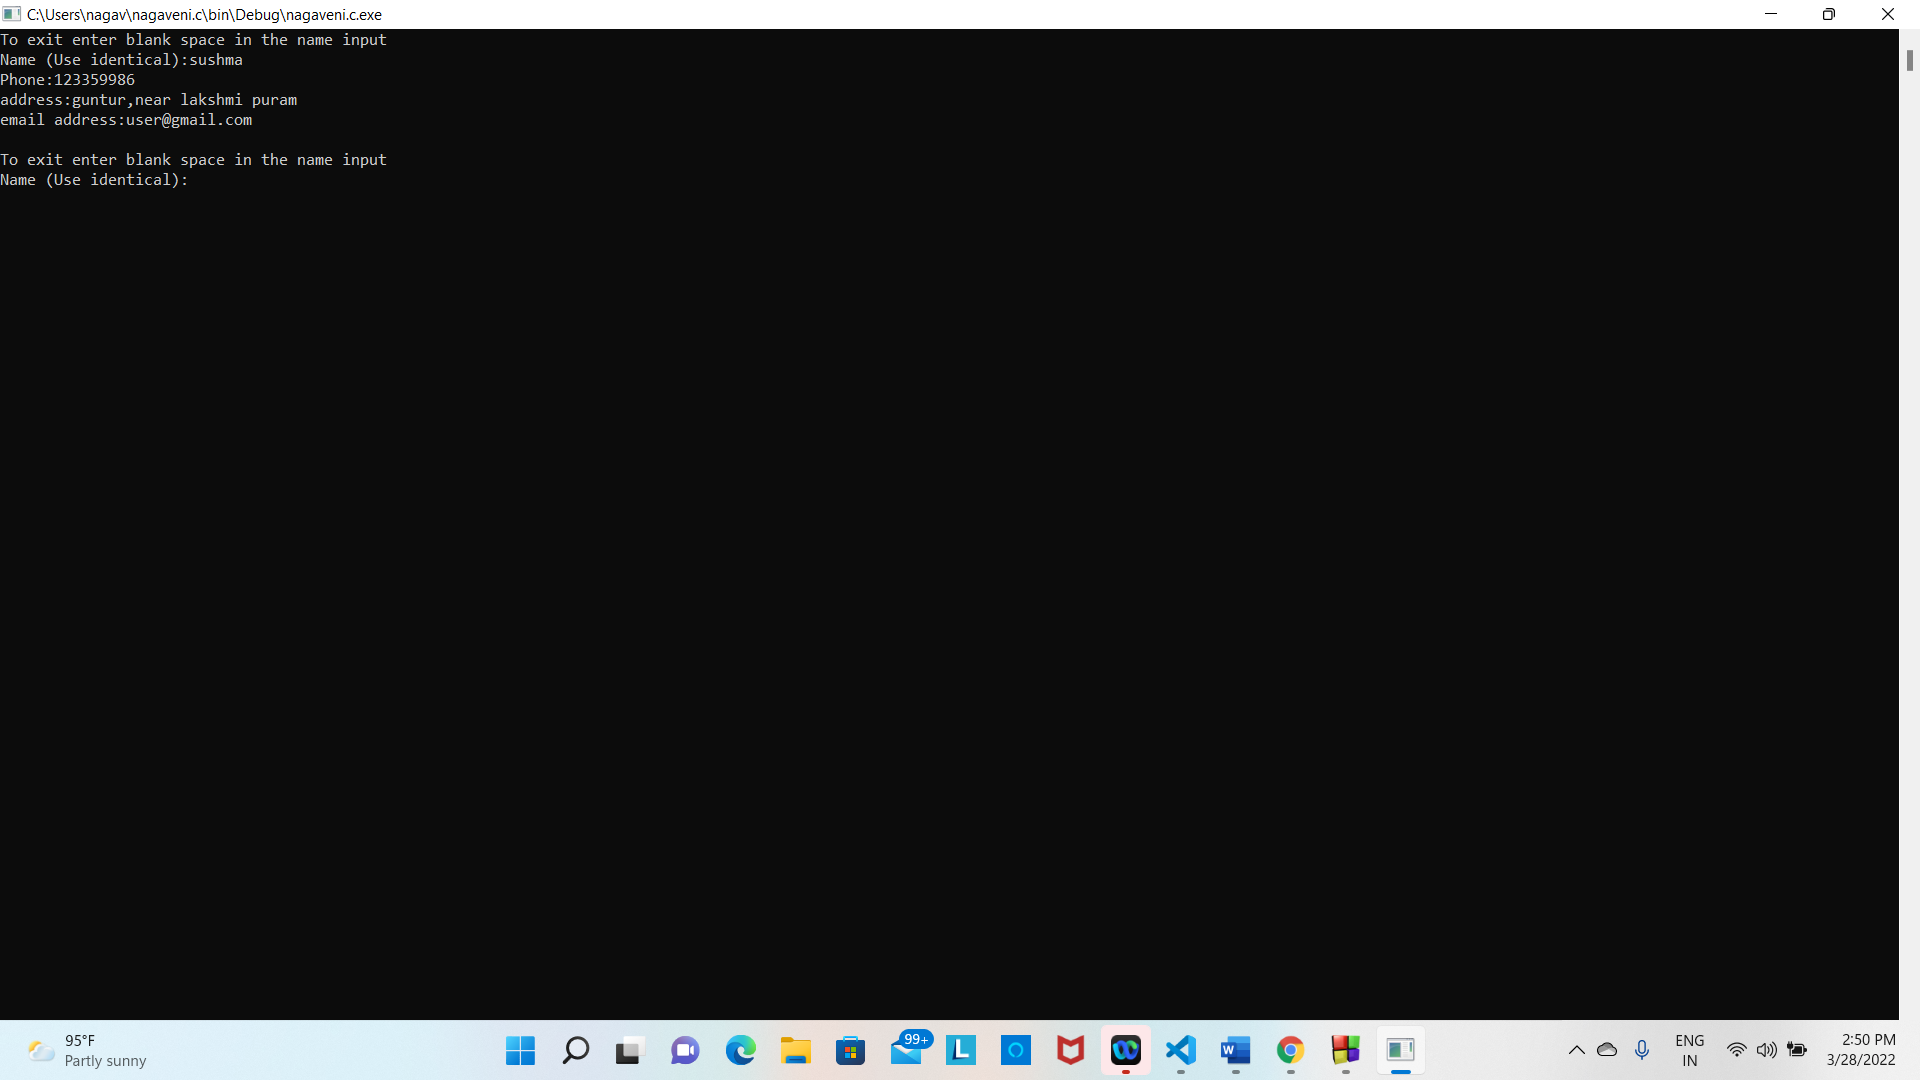 C:\Users\nagav\nagaveni.c\bin\Debug\nagaveni.c.exe
To exit enter blank space in the name input
Name (Use identical):sushma
Phone:123359986
address:guntur,near lakshmi puram
email address:user@gmail.com
To exit enter blank space in the name input
Name (Use identical):
95°F
Partly sunny
99+
L
W
ENG
IN
2:50 PM
3/28/2022